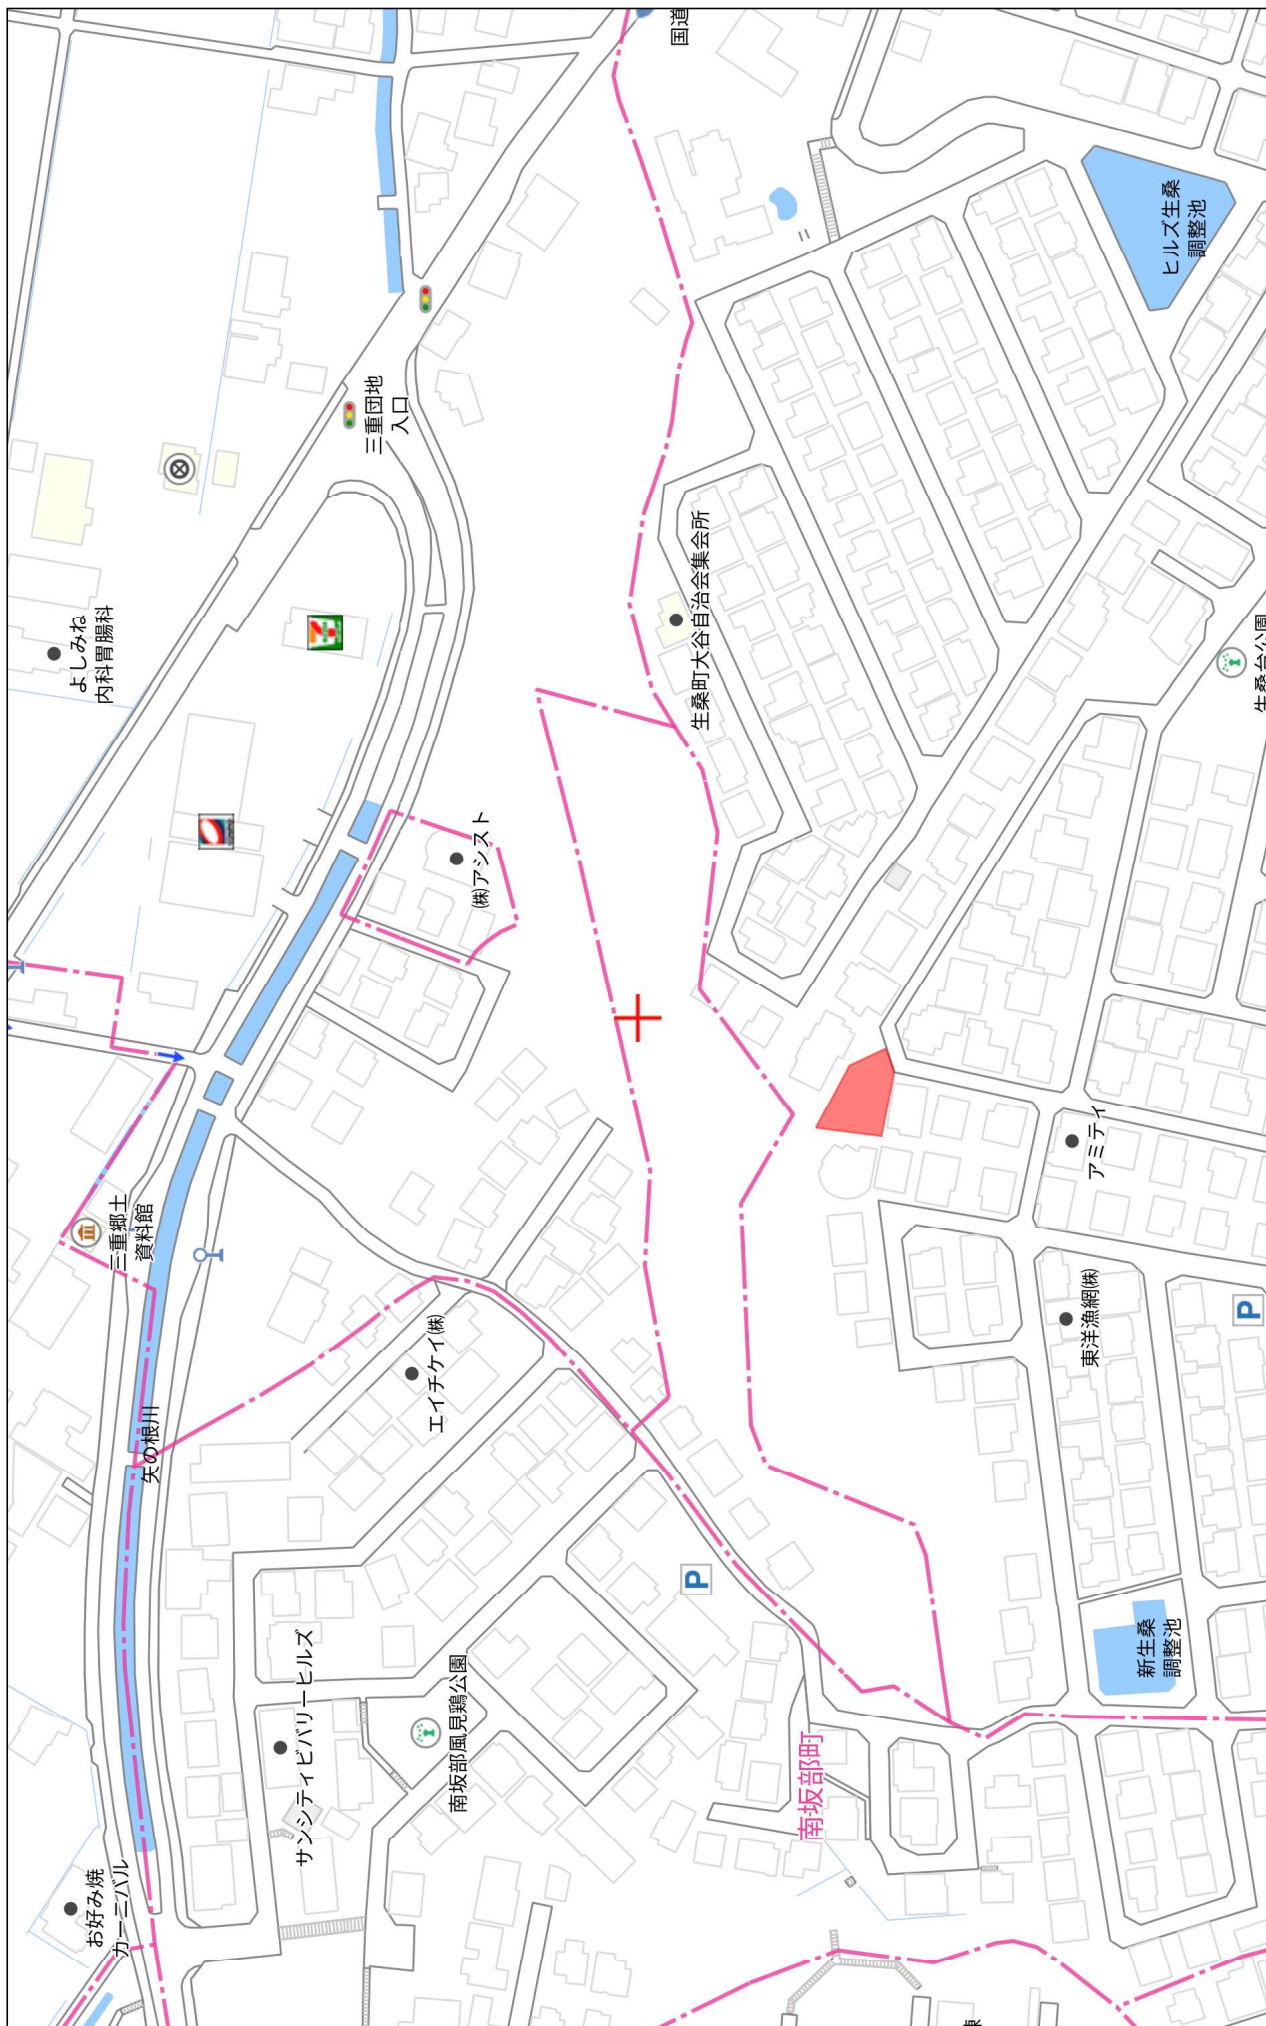 国道
ヒルズ生桑
調整池
三重団地
入口
よしみね
内科胃腸科
生桑町大谷自治会集会所
㈱アシスト
三重郷土
資料館
アミティ
東洋漁網㈱
P
エイチケイ㈱
矢の根川
P
新生桑
調整池
サンシティビバリーヒルズ
南坂部風見鶏公園
南坂部町
お好み焼
カーニバル